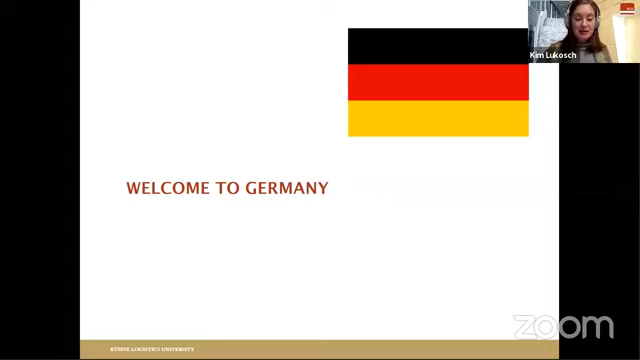 Kim Lukosch
WELCOME TO GERMANY
KÜHNE LOGISTICS UNIVERSITY
zoom